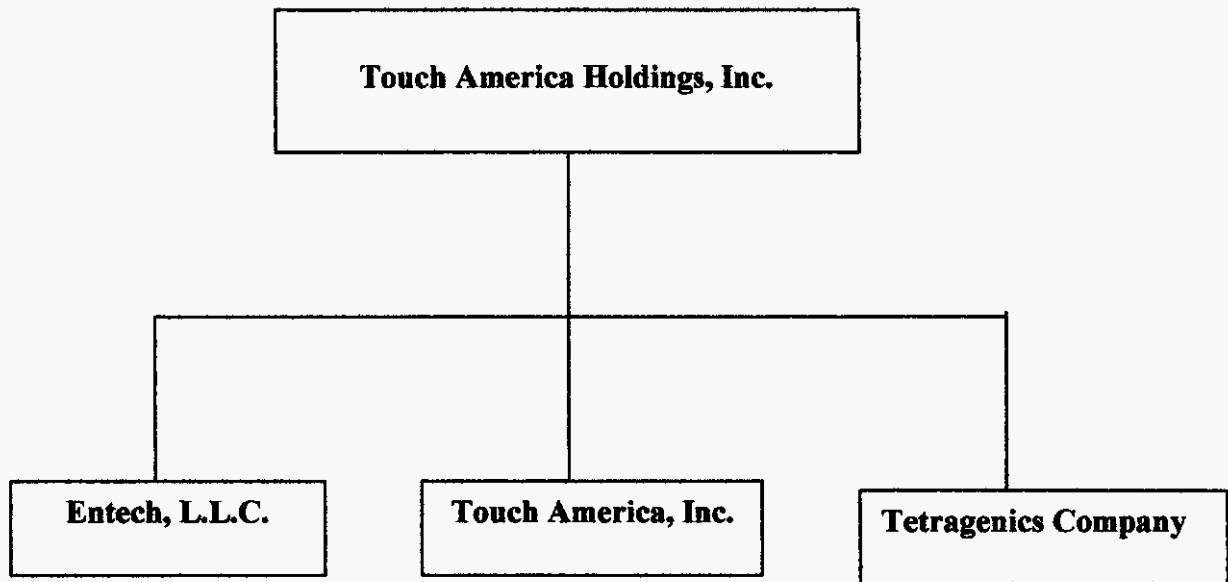 Touch America Holdings, Inc.
Entech, L.L.C.
Touch America, Inc.
Tetragenics Company